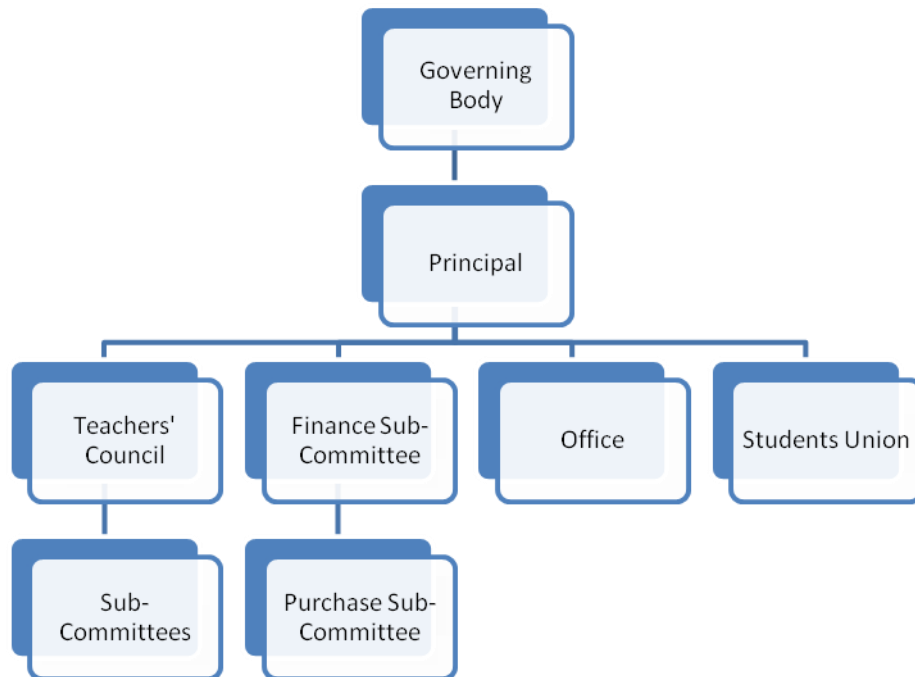 Governing
Body
Principal
Teachers'
Council
Finance Sub-
Committee
Office
Students Union
Sub-
Committees
Purchase Sub-
Committee